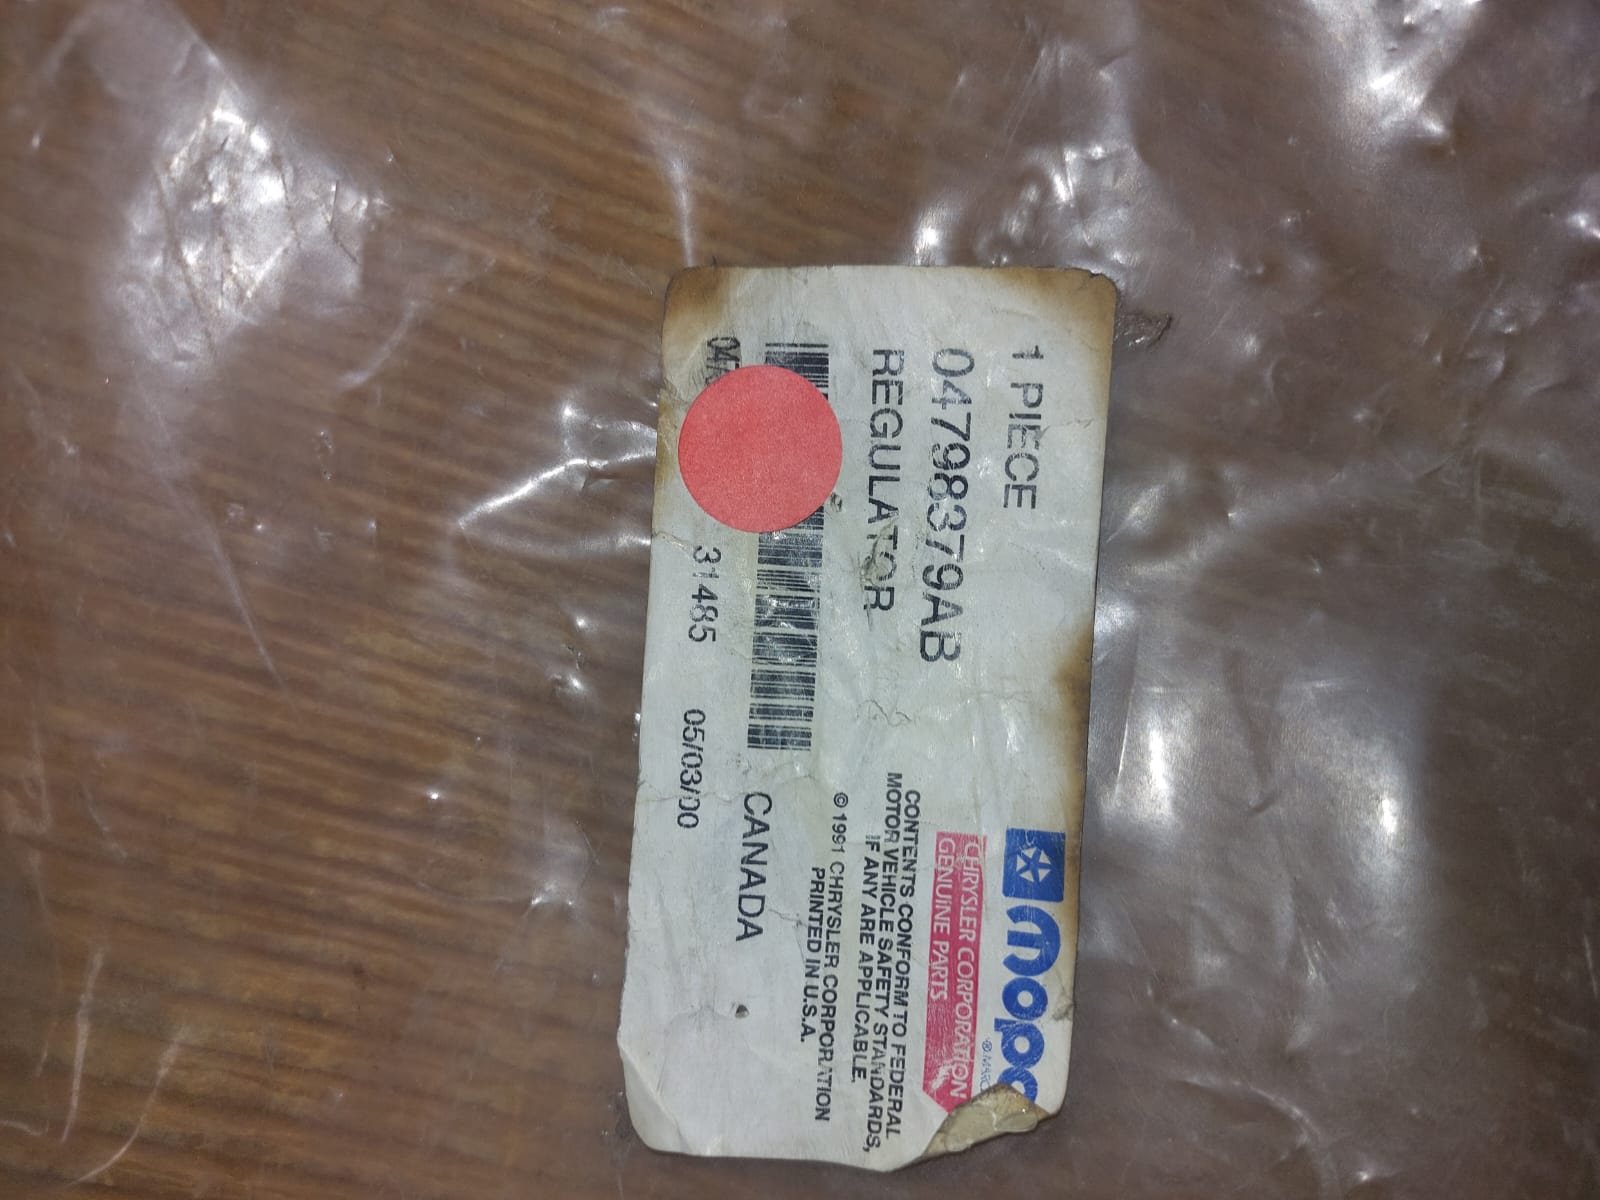 1 PIECE
04798379AB
REGULATOR
31485 05/03/00
CANADA
mopar
CHRYSLER CORPORATION
GENUINE PARTS
CONTENTS CONFORM TO FEDERAL
MOTOR VEHICLE SAFETY STANDARDS,
IF ANY ARE APPLICABLE.
© 1991 CHRYSLER CORPORATION
PRINTED IN U.S.A.